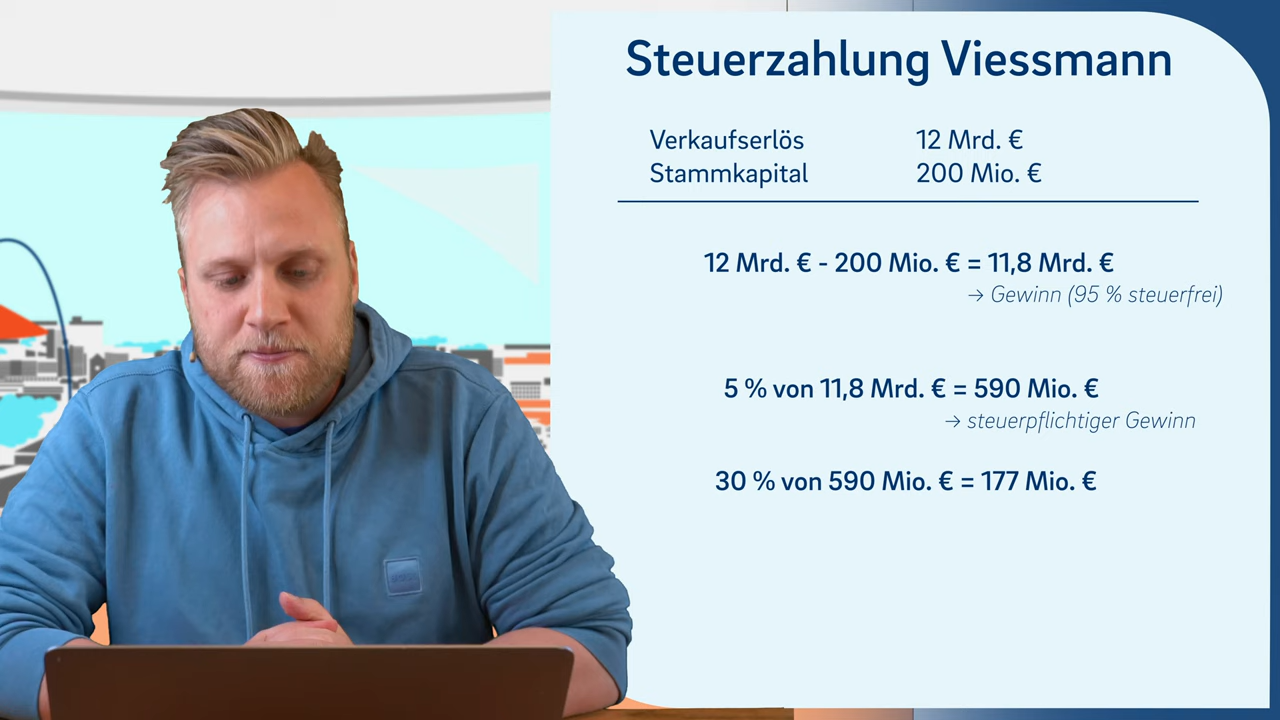 Steuerzahlung Viessmann
Verkaufserlös 12 Mrd. €
Stammkapital 200 Mio. €
12 Mrd. € - 200 Mio. € = 11,8 Mrd. €
→ Gewinn (95 % steuerfrei)
5 % von 11,8 Mrd. € = 590 Mio. €
→ steuerpflichtiger Gewinn
30 % von 590 Mio. € = 177 Mio. €